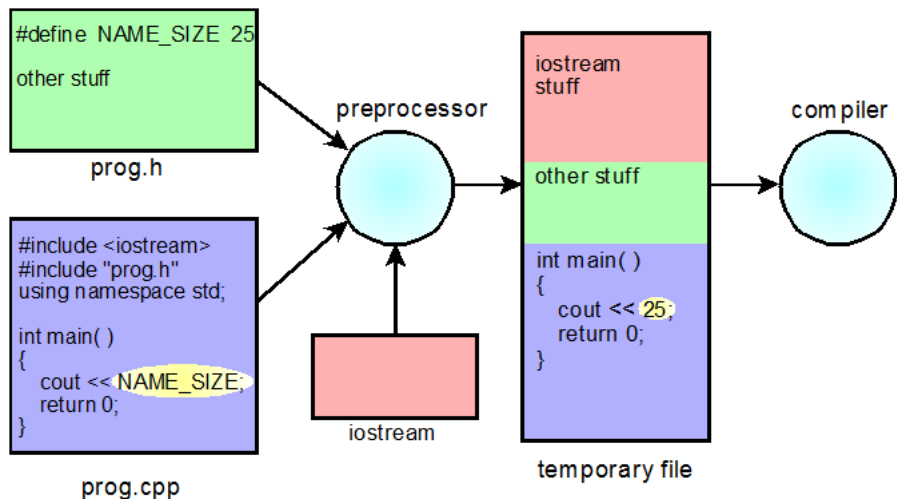 #define NAME_SIZE 25
other stuff
prog.h
#include <iostream>
#include "prog.h"
using namespace std;
int main( )
{
cout << NAME_SIZE;
return 0;
}
prog.cpp
preprocessor
iostream
iostream
stuff
other stuff
int main( )
{
cout << 25;
return 0;
}
temporary file
compiler